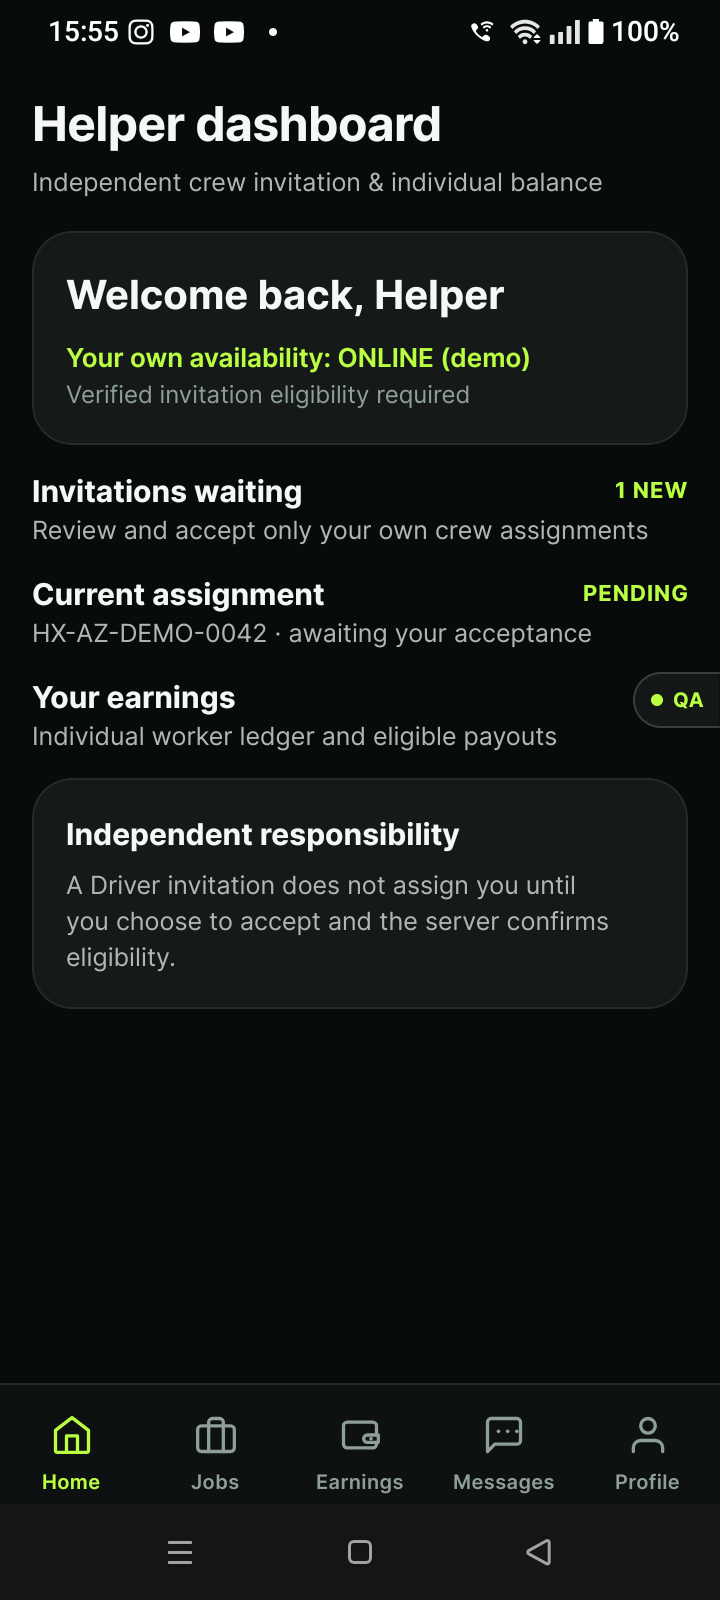 15:55
100%
Helper dashboard
Independent crew invitation & individual balance
Welcome back, Helper
Your own availability: ONLINE (demo)
Verified invitation eligibility required
Invitations waiting
1 NEW
Review and accept only your own crew assignments
Current assignment
PENDING
HX-AZ-DEMO-0042 · awaiting your acceptance
Your earnings
QA
Individual worker ledger and eligible payouts
Independent responsibility
A Driver invitation does not assign you until
you choose to accept and the server confirms
eligibility.
Home
Jobs
Earnings
Messages
Profile